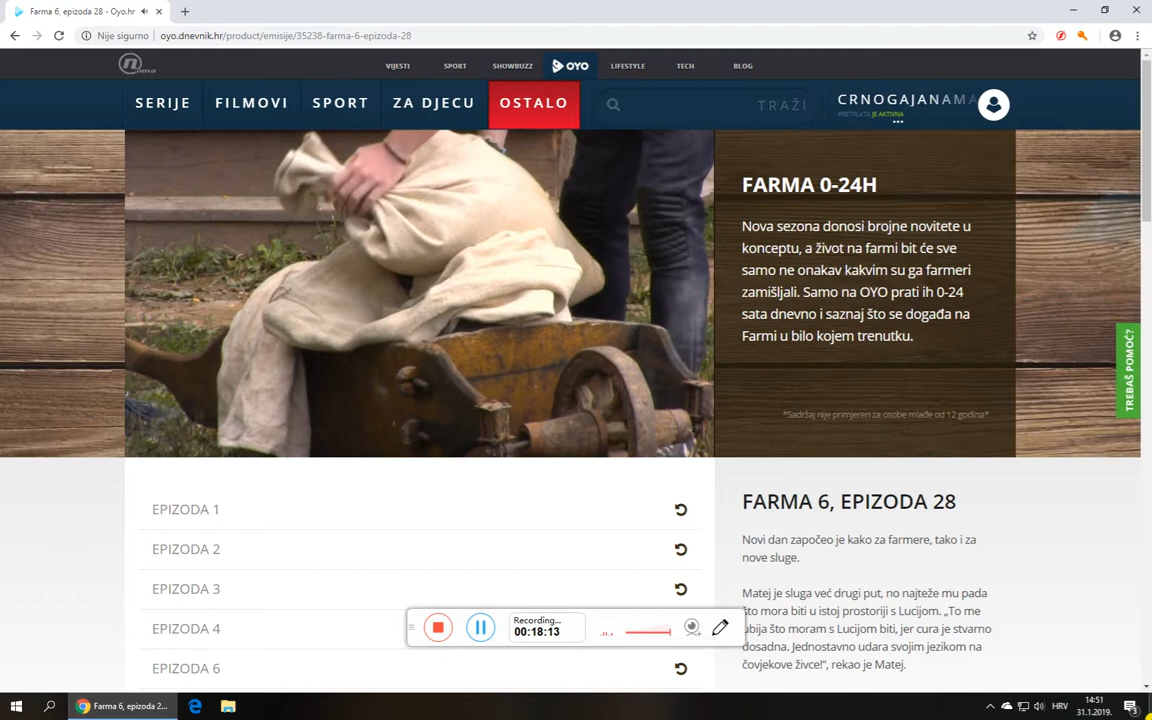 Farma 6, epizoda 28 - Oyo.hr
Nije sigurno
oyo.dnevnik.hr/product/emisije/35238-farma-6-epizoda-28
nova
VIJESTI
SPORT
SHOWBUZZ
OYO
LIFESTYLE
TECH
BLOG
SERIJE
FILMOVI
SPORT
ZA DJECU
OSTALO
TRAŽI
CRNOGAJANAMA
PRETPLATA JE AKTIVNA
FARMA 0-24H
Nova sezona donosi brojne novitete u
konceptu, a život na farmi bit će sve
samo ne onakav kakvim su ga farmeri
zamišljali. Samo na OYO prati ih 0-24
sata dnevno i saznaj što se događa na
Farmi u bilo kojem trenutku.
*Sadržaj nije primjeren za osobe mlađe od 12 godina*
TREBAŠ POMOĆ?
EPIZODA 1
EPIZODA 2
EPIZODA 3
EPIZODA 4
EPIZODA 6
FARMA 6, EPIZODA 28
Novi dan započeo je kako za farmere, tako i za
nove sluge.
Matej je sluga već drugi put, no najteže mu pada
što mora biti u istoj prostoriji s Lucijom. „To me
ubija što moram s Lucijom biti, jer cura je stvarno
dosadna. Jednostavno udara svojim jezikom na
čovjekove živce!“, rekao je Matej.
Recording...
00:18:13
Farma 6, epizoda 2...
HRV
14:51
31.1.2019.
3